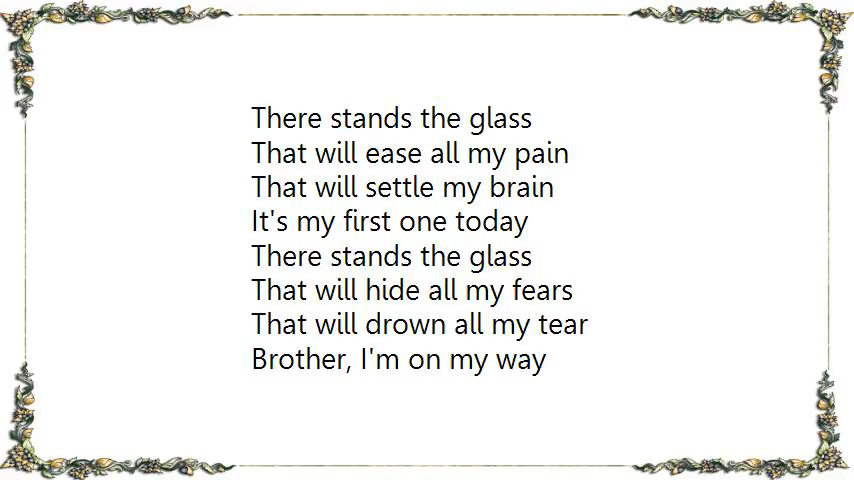 There stands the glass
That will ease all my pain
That will settle my brain
It's my first one today
There stands the glass
That will hide all my fears
That will drown all my tear
Brother, I'm on my way